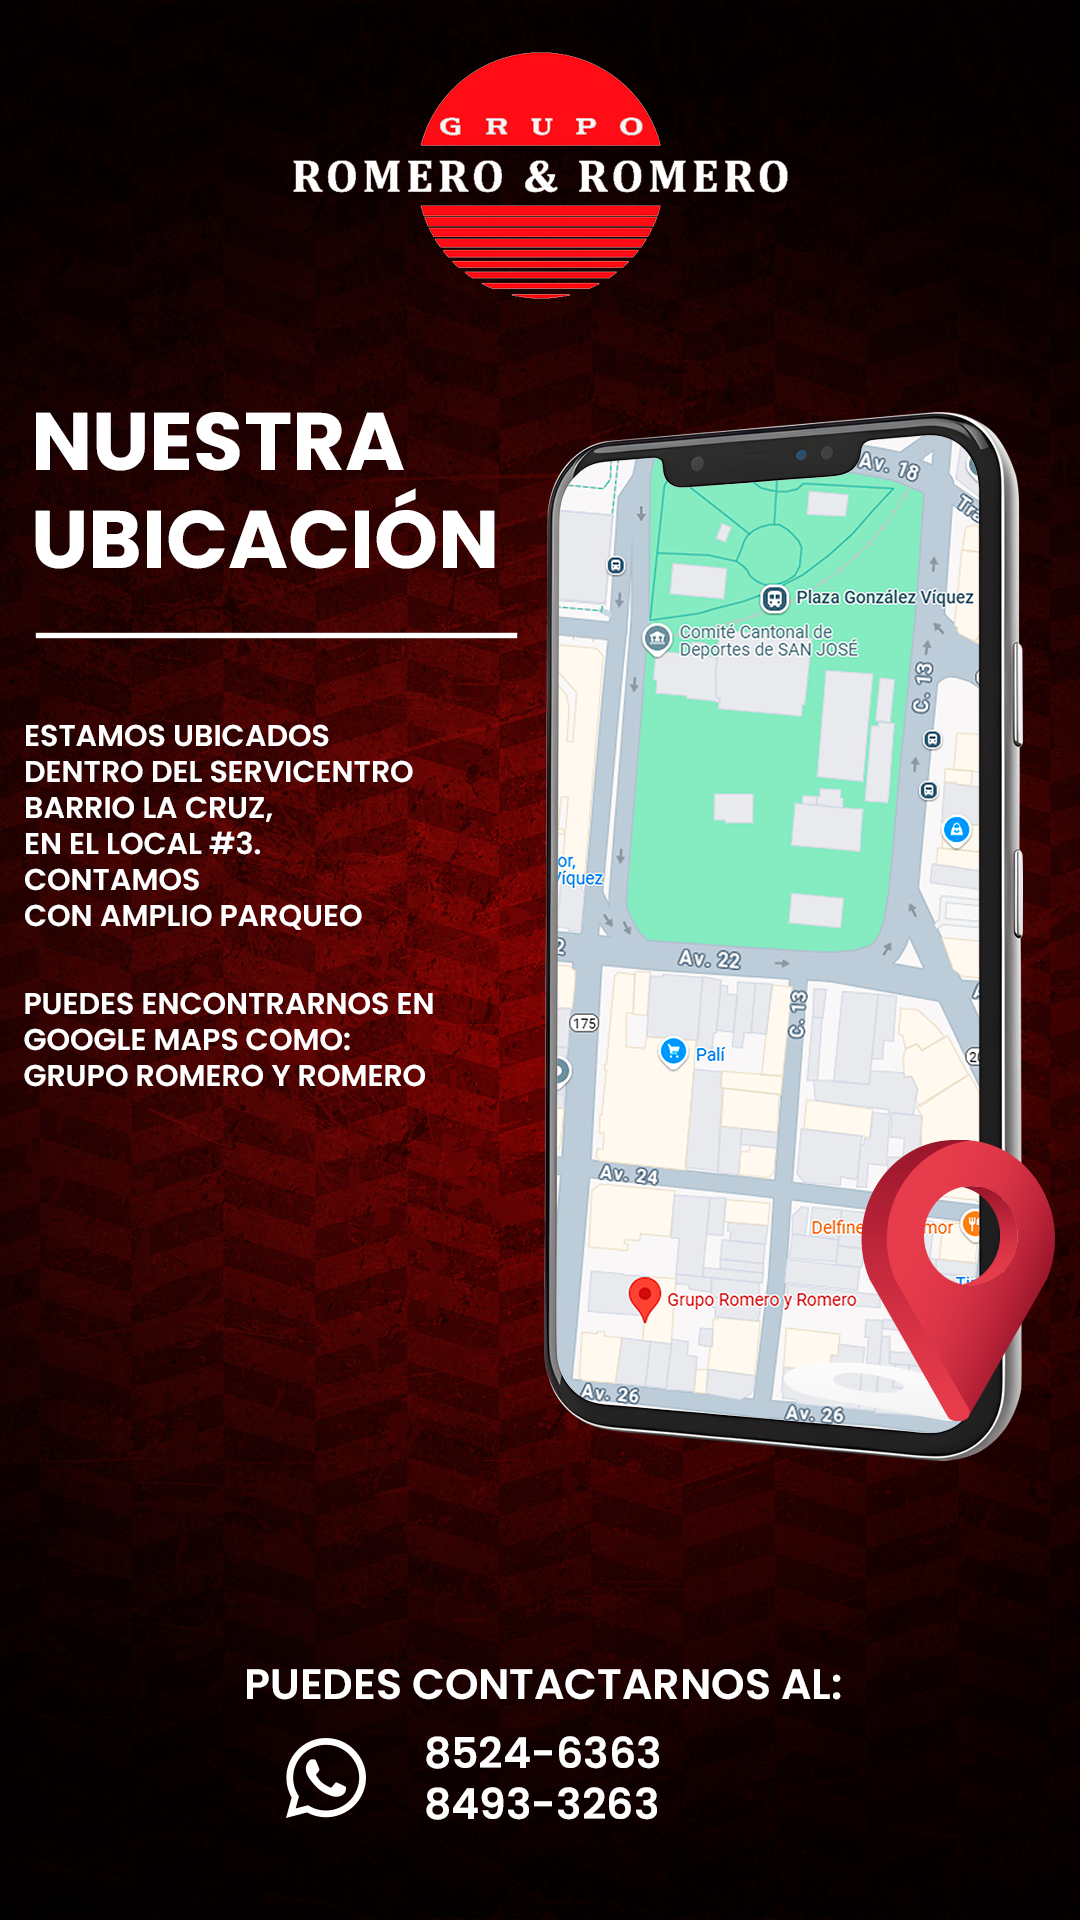 GRUPO
ROMERO & ROMERO
NUESTRA
UBICACIÓN
ESTAMOS UBICADOS
DENTRO DEL SERVICENTRO
BARRIO LA CRUZ,
EN EL LOCAL #3.
CONTAMOS
CON AMPLIO PARQUEO
PUEDES ENCONTRARNOS EN
GOOGLE MAPS COMO:
GRUPO ROMERO Y ROMERO
Av. 18
Plaza González Víquez
Comité Cantonal de
Deportes de SAN JOSÉ
C. 13
or,
Víquez
Av. 22
C. 13
175
Palí
Av. 24
Grupo Romero y Romero
Av. 26
Av. 26
PUEDES CONTACTARNOS AL:
8524-6363
8493-3263